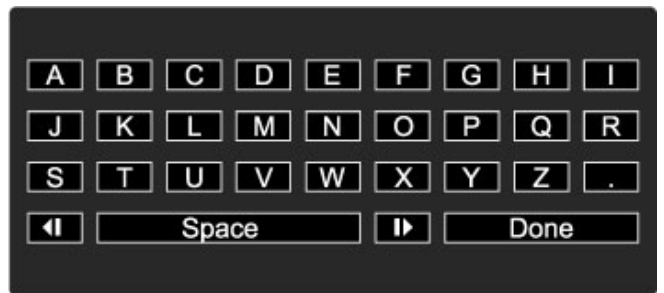 A B C D E F G H I
J K L M N O P Q R
S T U V W X Y Z .
Space Done